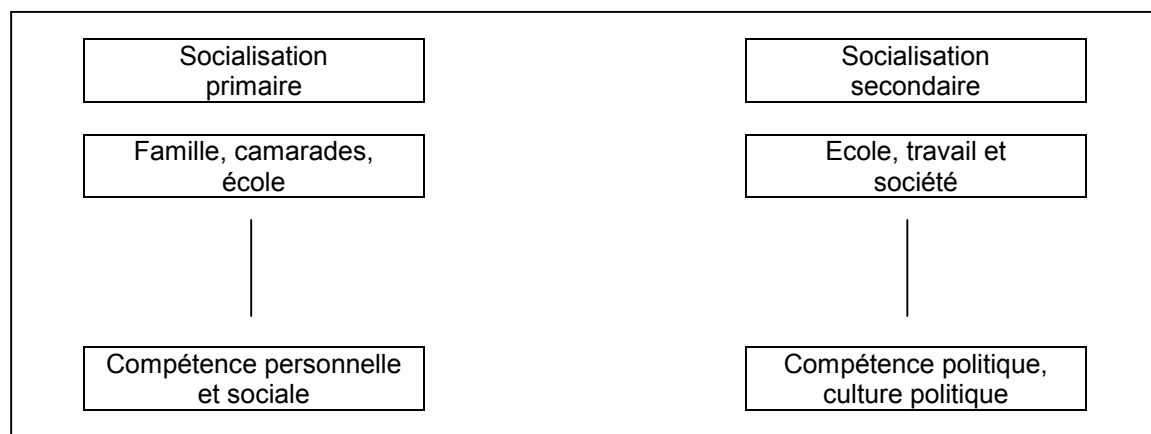 Socialisation
primaire
Socialisation
secondaire
Famille, camarades,
école
Ecole, travail et
société
Compétence personnelle
et sociale
Compétence politique,
culture politique